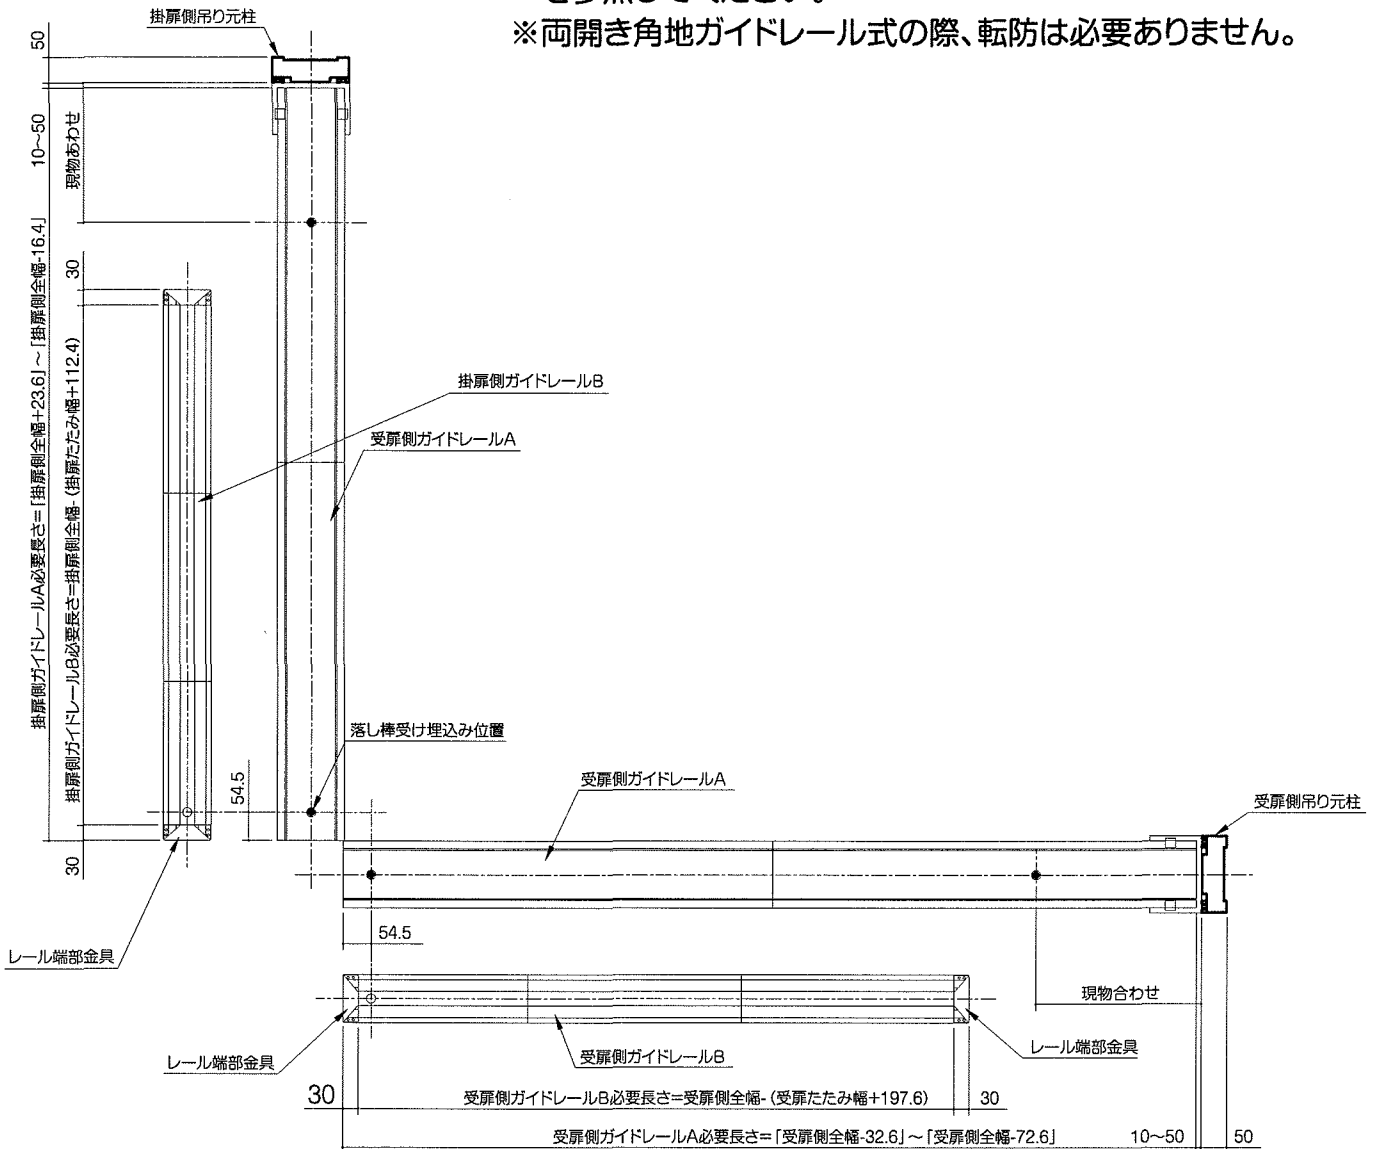 ※両開き角地ガイドレール式の際、転防は必要ありません。
掛扉側吊り元柱
50
10~50
現物あわせ
掛扉側ガイドレールA必要長さ=「掛扉側全幅+23.6」~「掛扉側全幅-16.4」
30
掛扉側ガイドレールB必要長さ=掛扉側全幅-(掛扉たたみ幅+112.4)
30
掛扉側ガイドレールB
受扉側ガイドレールA
落し棒受け埋込み位置
54.5
レール端部金具
受扉側ガイドレールA
受扉側吊り元柱
54.5
現物合わせ
レール端部金具
受扉側ガイドレールB
レール端部金具
30
受扉側ガイドレールB必要長さ=受扉側全幅-(受扉たたみ幅+197.6)
30
受扉側ガイドレールA必要長さ=「受扉側全幅-32.6」~「受扉側全幅-72.6」
10~50
50